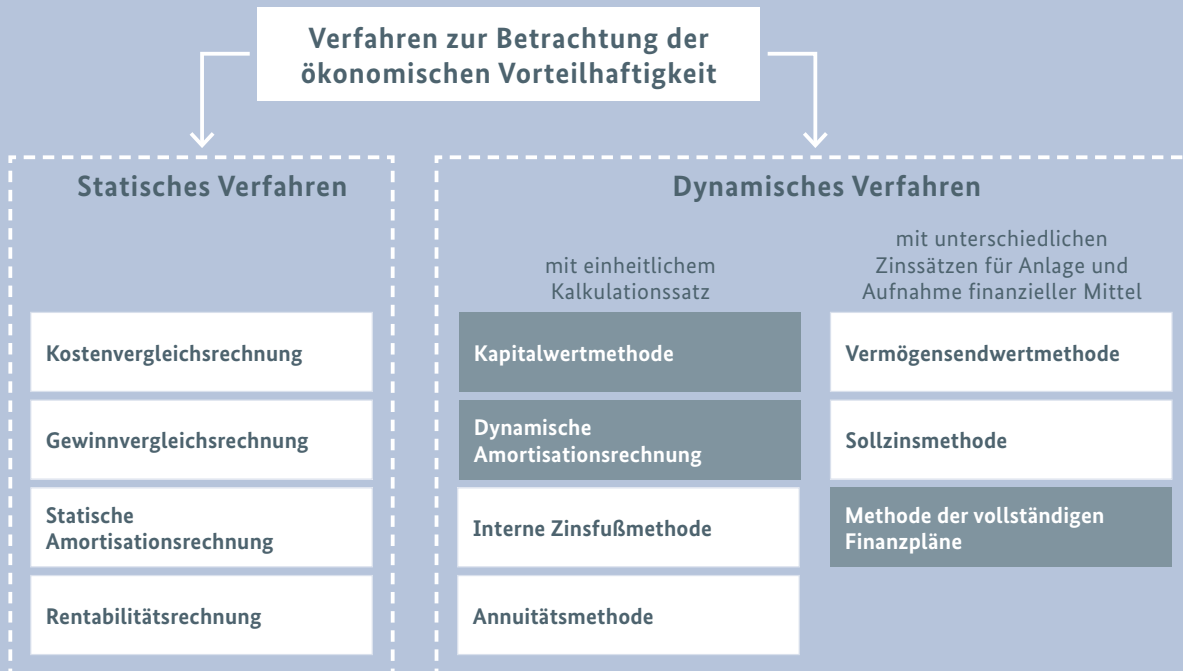 Verfahren zur Betrachtung der
ökonomischen Vorteilhaftigkeit
Statisches Verfahren
Kostenvergleichsrechnung
Gewinnvergleichsrechnung
Statische
Amortisationsrechnung
Rentabilitätsrechnung
Dynamisches Verfahren
mit einheitlichem
Kalkulationssatz
Kapitalwertmethode
Dynamische
Amortisationsrechnung
Interne Zinsfußmethode
Annuitätsmethode
mit unterschiedlichen
Zinssätzen für Anlage und
Aufnahme finanzieller Mittel
Vermögensendwertmethode
Sollzinsmethode
Methode der vollständigen
Finanzpläne